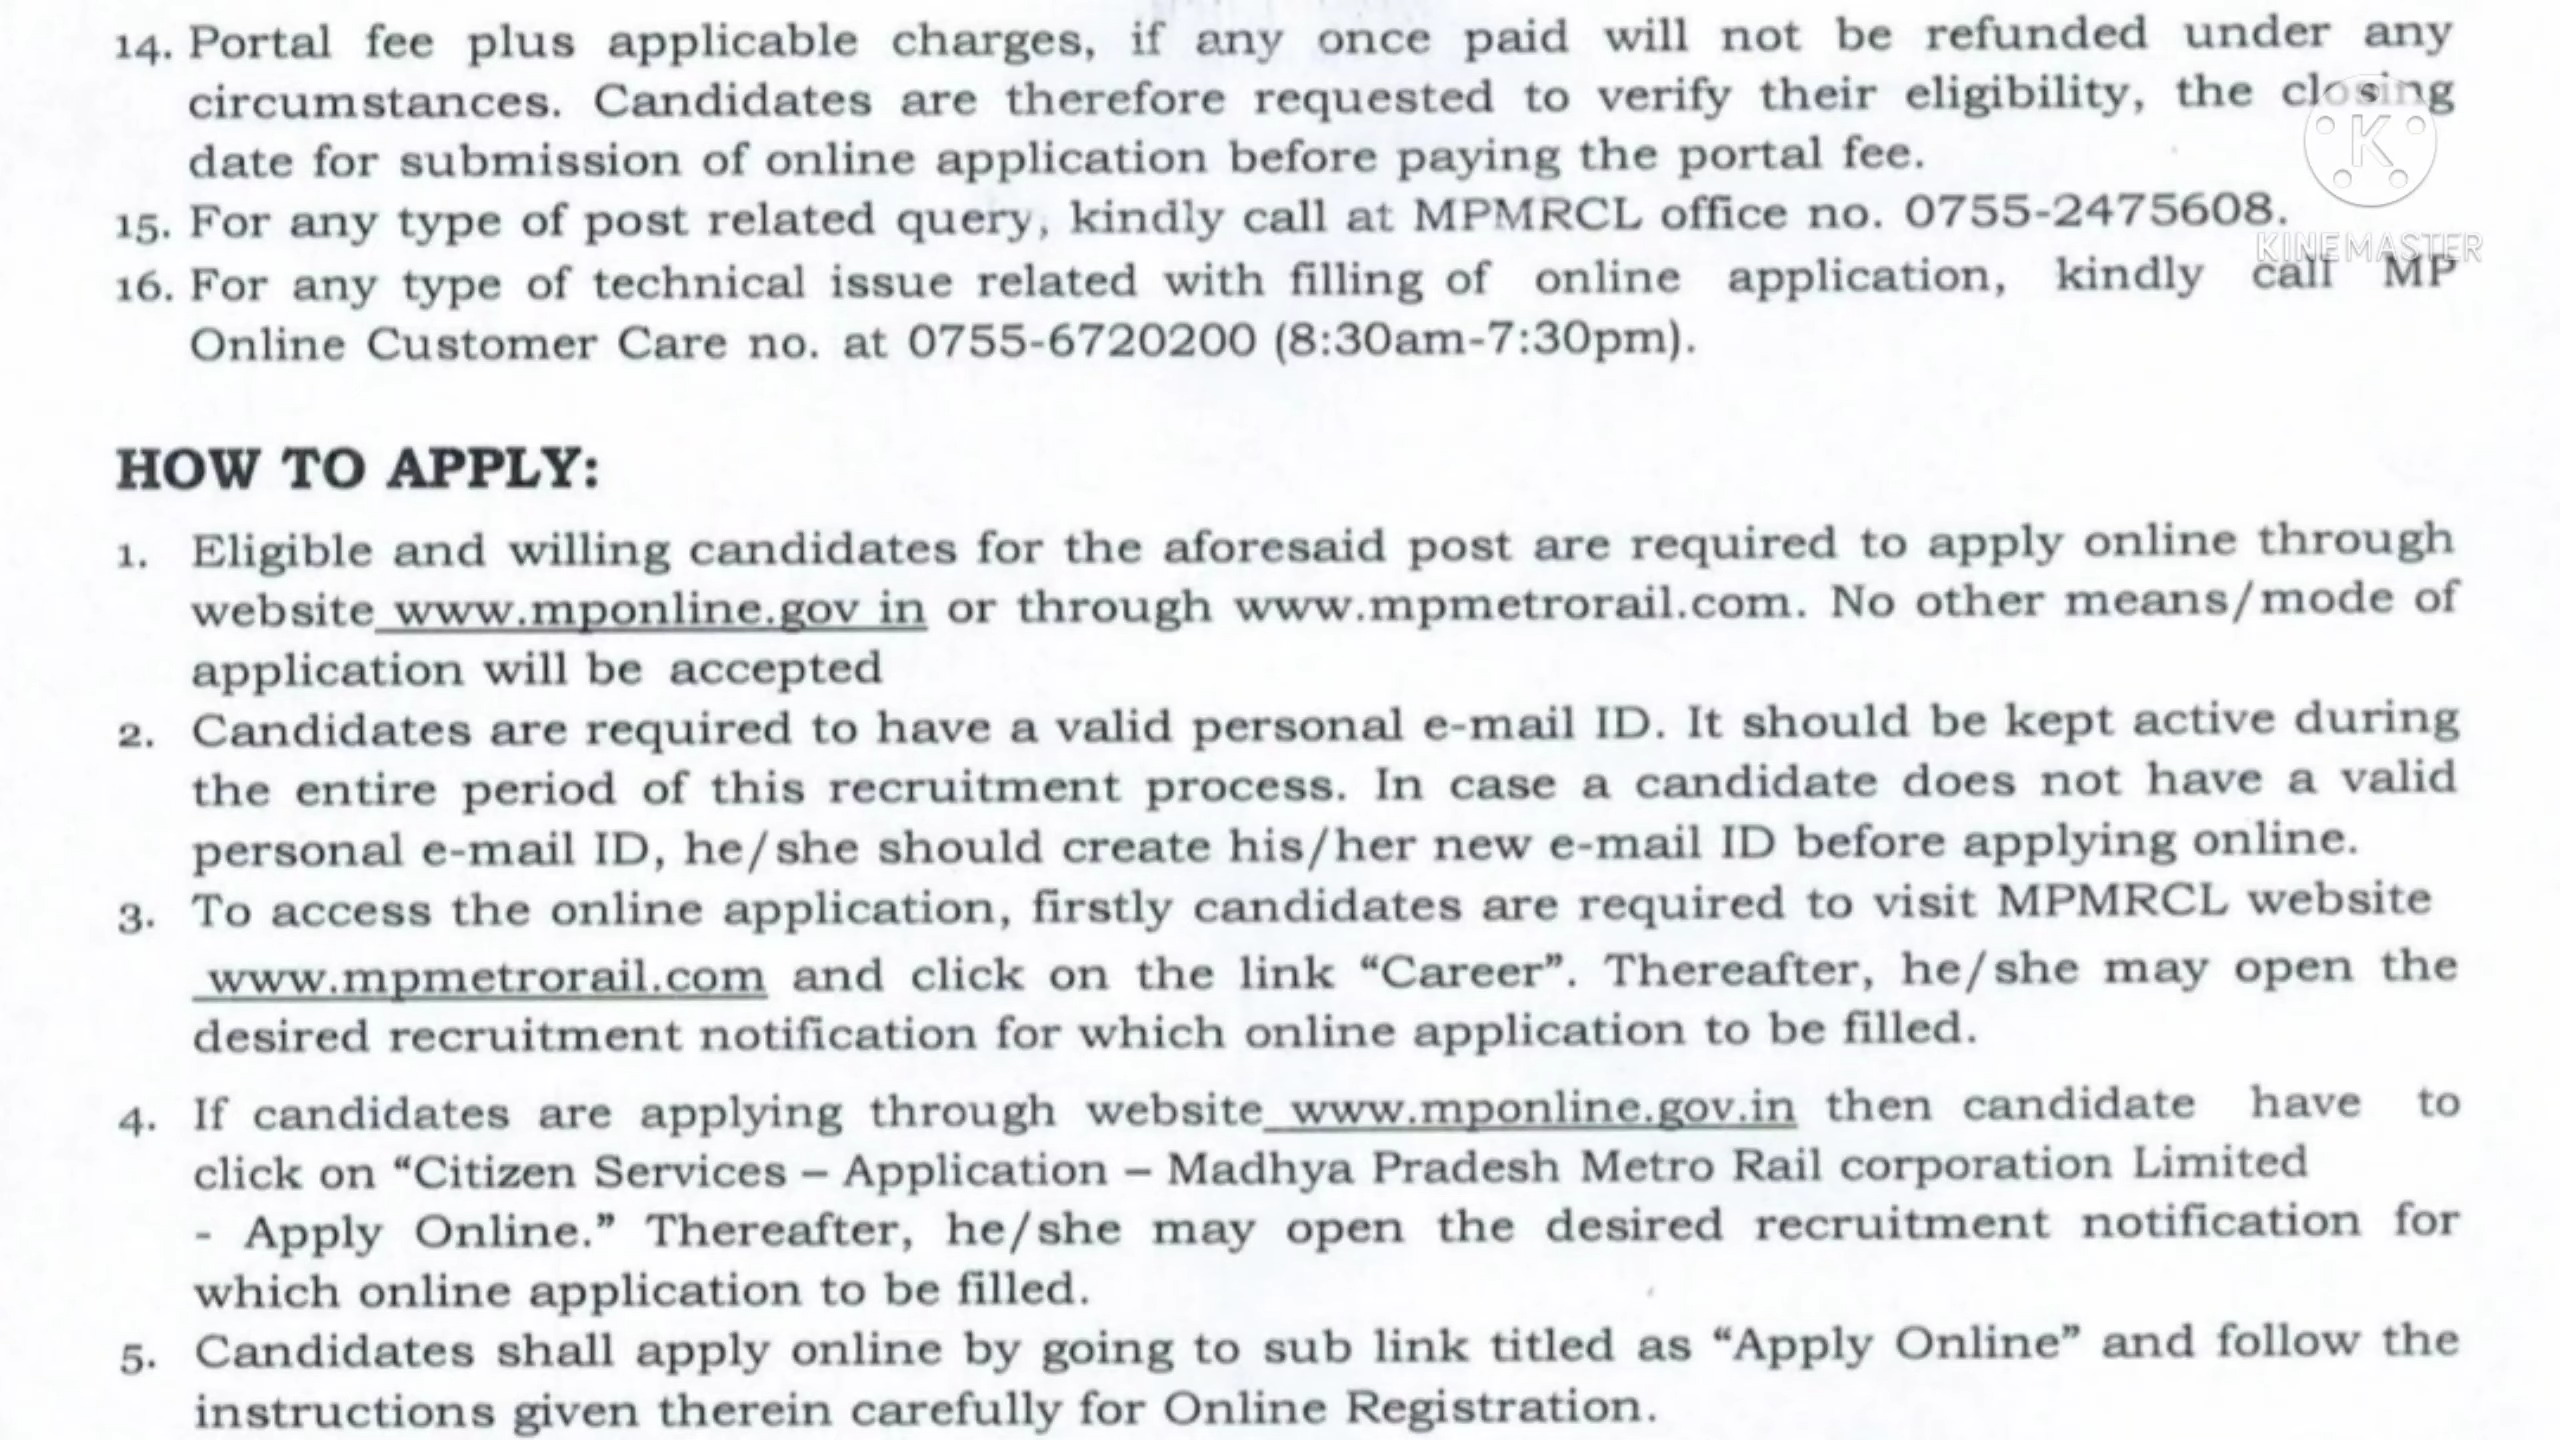 14. Portal fee plus applicable charges, if any once paid will not be refunded under any
circumstances. Candidates are therefore requested to verify their eligibility, the closing
date for submission of online application before paying the portal fee.
15. For any type of post related query, kindly call at MPMRCL office no. 0755-2475608.
16. For any type of technical issue related with filling of online application, kindly call MP
Online Customer Care no. at 0755-6720200 (8:30am-7:30pm).
K
KINEMASTER
HOW TO APPLY:
1. Eligible and willing candidates for the aforesaid post are required to apply online through
website www.mponline.gov in or through www.mpmetrorail.com. No other means/mode of
application will be accepted
2. Candidates are required to have a valid personal e-mail ID. It should be kept active during
the entire period of this recruitment process. In case a candidate does not have a valid
personal e-mail ID, he/she should create his/her new e-mail ID before applying online.
3. To access the online application, firstly candidates are required to visit MPMRCL website
www.mpmetrorail.com and click on the link “Career”. Thereafter, he/she may open the
desired recruitment notification for which online application to be filled.
4. If candidates are applying through website www.mponline.gov.in then candidate have to
click on “Citizen Services – Application – Madhya Pradesh Metro Rail corporation Limited
- Apply Online.” Thereafter, he/she may open the desired recruitment notification for
which online application to be filled.
5. Candidates shall apply online by going to sub link titled as “Apply Online” and follow the
instructions given therein carefully for Online Registration.